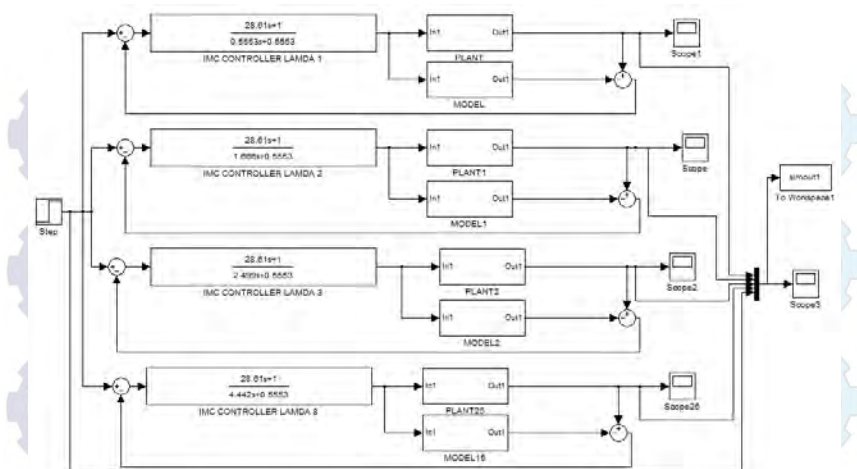 28.61s+1
0.5553s+0.5553
IMC CONTROLLER LAMDA 1
In1 Out1
PLANT
In1 Out1
MODEL
Scope1
28.61s+1
1.666s+0.5553
IMC CONTROLLER LAMDA 2
In1 Out1
PLANT1
In1 Out1
MODEL1
Scope
simout1
To Workspace1
Step
28.61s+1
2.499s+0.5553
IMC CONTROLLER LAMDA 3
In1 Out1
PLANT2
In1 Out1
MODEL2
Scope2
Scope3
28.61s+1
4.442s+0.5553
IMC CONTROLLER LAMDA 8
In1 Out1
PLANT25
In1 Out1
MODEL16
Scope26